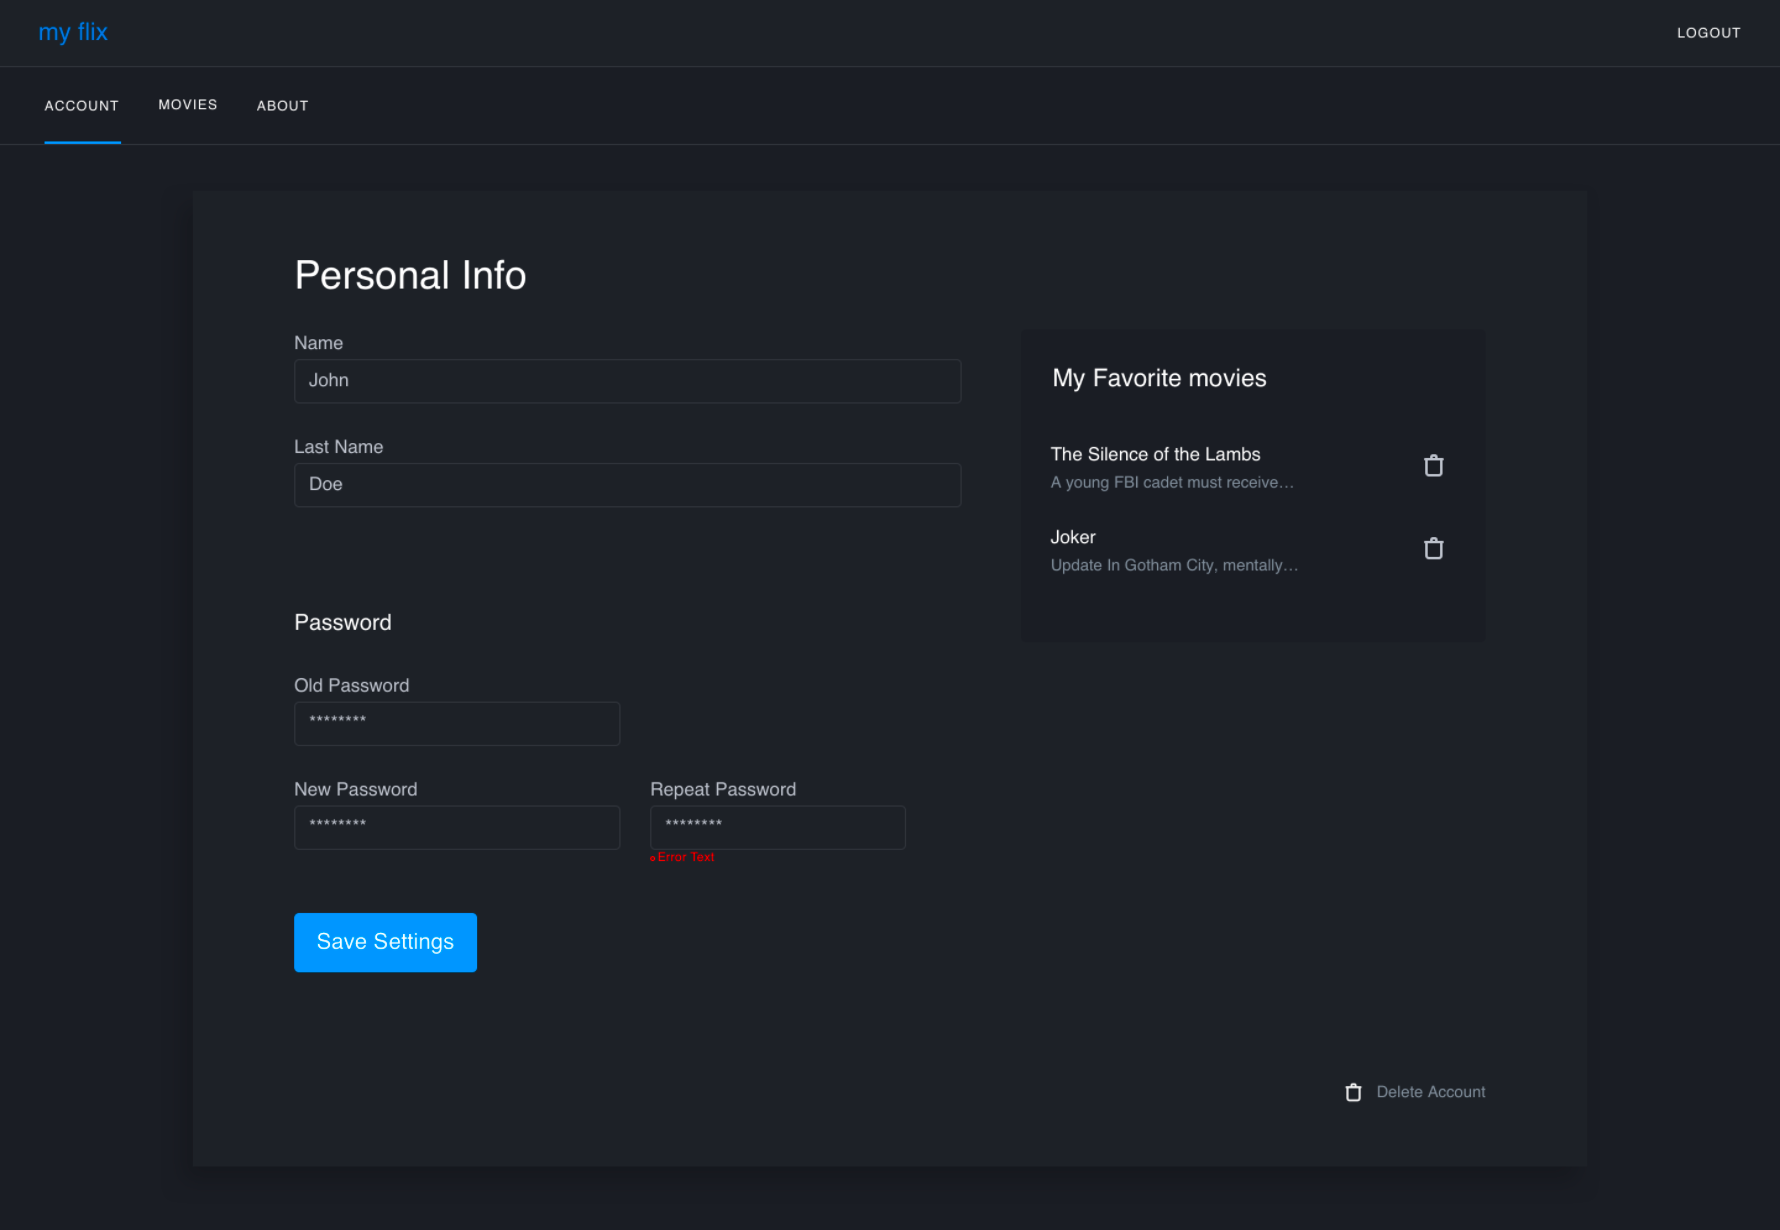 my flix
LOGOUT
ACCOUNT MOVIES ABOUT
Personal Info
Name
John
Last Name
Doe
My Favorite movies
The Silence of the Lambs
A young FBI cadet must receive...
Joker
Update In Gotham City, mentally...
Password
Old Password
********
New Password
********
Repeat Password
********
Error Text
Save Settings
Delete Account